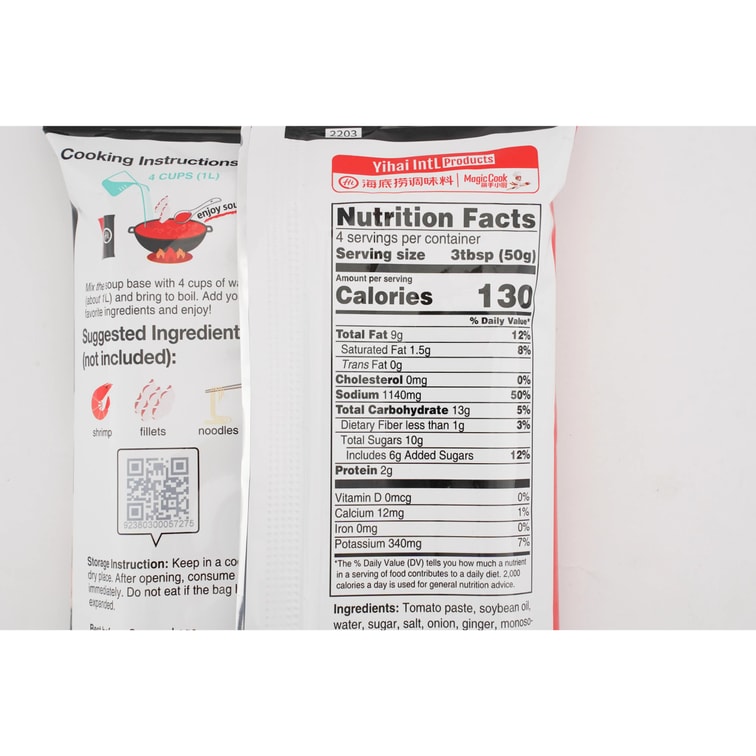 Cooking Instructions
4 CUPS (1L)
enjoy
Mix the soup base with 4 cups of
(about 1L) and bring to boil. Add
favorite ingredients and enjoy!
Suggested Ingredient
(not included):
shrimp
fillets
noodles
92380300057275
Storage Instruction: Keep in a
dry place. After opening, consume
immediately. Do not eat if the bag
expanded.
2203
Yihai Intl. Products
海底捞调味料
MagicCook
筷手小厨
Nutrition Facts
4 servings per container
Serving size 3tbsp (50g)
Amount per serving
Calories 130
% Daily Value*
Total Fat 9g 12%
Saturated Fat 1.5g 8%
Trans Fat 0g
Cholesterol 0mg 0%
Sodium 1140mg 50%
Total Carbohydrate 13g 5%
Dietary Fiber less than 1g 3%
Total Sugars 10g
Includes 6g Added Sugars 12%
Protein 2g
Vitamin D 0mcg 0%
Calcium 12mg 1%
Iron 0mg 0%
Potassium 340mg 7%
*The % Daily Value (DV) tells you how much a nutrient
in a serving of food contributes to a daily diet. 2,000
calories a day is used for general nutrition advice.
Ingredients: Tomato paste, soybean oil,
water, sugar, salt, onion, ginger, monoso-